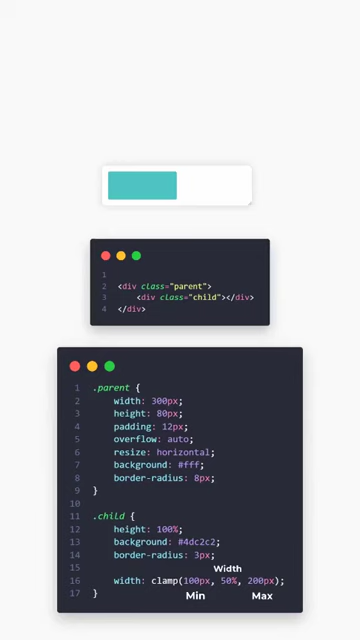 1
2 <div class="parent">
3 <div class="child"></div>
4 </div>
1 .parent {
2 width: 300px;
3 height: 80px;
4 padding: 12px;
5 overflow: auto;
6 resize: horizontal;
7 background: #fff;
8 border-radius: 8px;
9 }
10
11 .child {
12 height: 100%;
13 background: #4dc2c2;
14 border-radius: 3px;
15
Width
16 width: clamp(100px, 50%, 200px);
17 }
Min Max